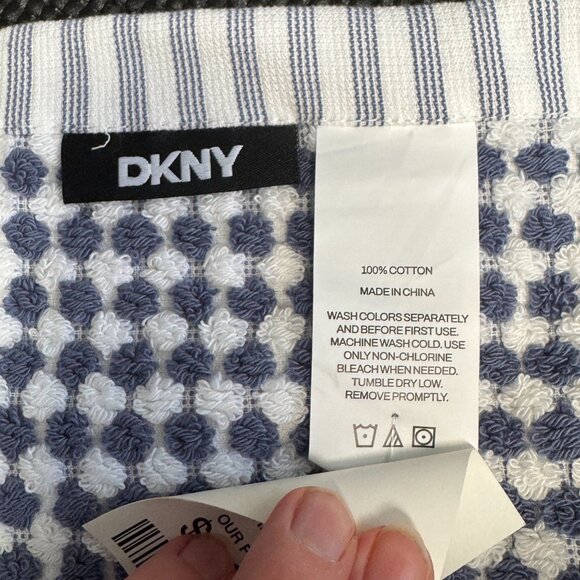 DKNY
100% COTTON
MADE IN CHINA
WASH COLORS SEPARATELY
AND BEFORE FIRST USE.
MACHINE WASH COLD. USE
ONLY NON-CHLORINE
BLEACH WHEN NEEDED.
TUMBLE DRY LOW.
REMOVE PROMPTLY.
OUR
$